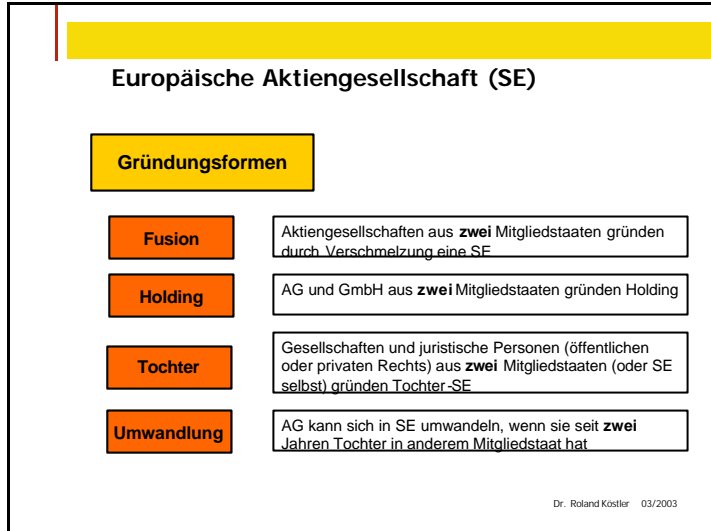 Europäische Aktiengesellschaft (SE)
Gründungsformen
Fusion
Aktiengesellschaften aus zwei Mitgliedstaaten gründen
durch Verschmelzung eine SE
Holding
AG und GmbH aus zwei Mitgliedstaaten gründen Holding
Tochter
Gesellschaften und juristische Personen (öffentlichen
oder privaten Rechts) aus zwei Mitgliedstaaten (oder SE
selbst) gründen Tochter-SE
Umwandlung
AG kann sich in SE umwandeln, wenn sie seit zwei
Jahren Tochter in anderem Mitgliedstaat hat
Dr. Roland Köstler 03/2003